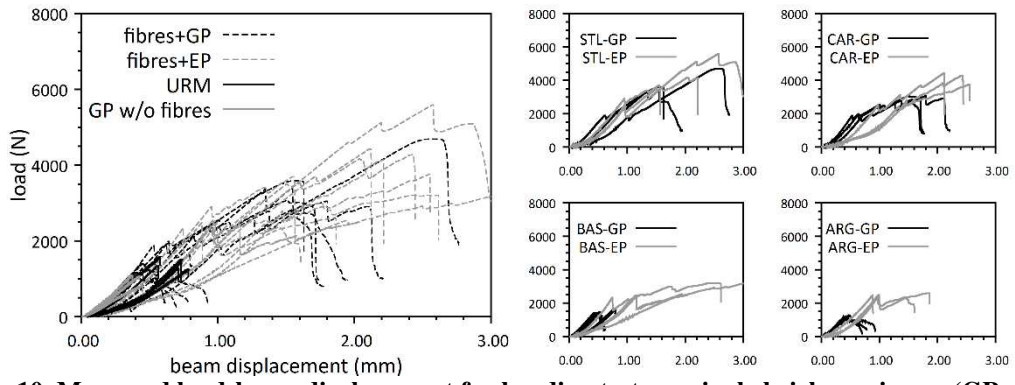 8000
6000
4000
2000
0
load (N)
fibres+GP
fibres+EP
URM
GP w/o fibres
0.00 1.00 2.00 3.00
beam displacement (mm)
8000
6000
4000
2000
0
STL-GP
STL-EP
0.00 1.00 2.00 3.00
8000
6000
4000
2000
0
CAR-GP
CAR-EP
0.00 1.00 2.00 3.00
8000
6000
4000
2000
0
BAS-GP
BAS-EP
0.00 1.00 2.00 3.00
8000
6000
4000
2000
0
ARG-GP
ARG-EP
0.00 1.00 2.00 3.00